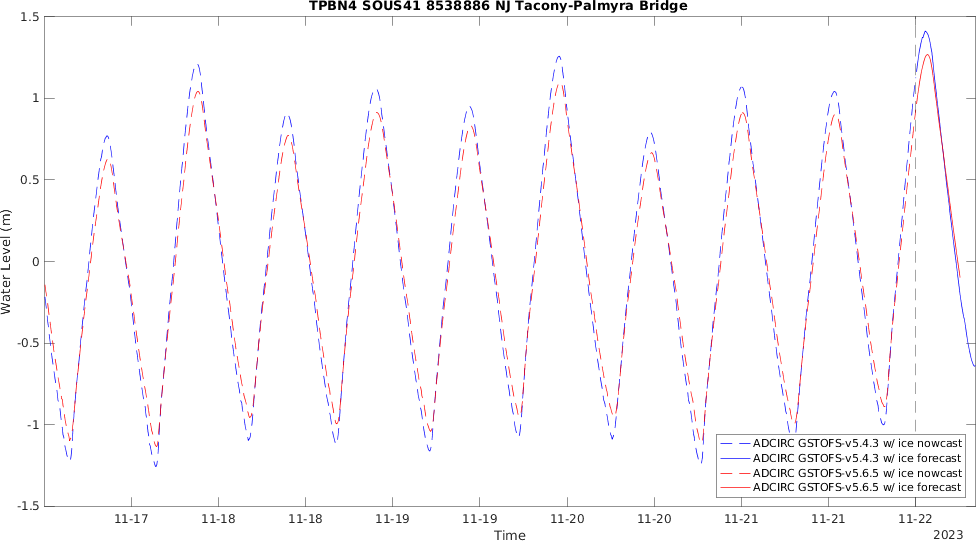 TPBN4 SOUS41 8538886 NJ Tacony-Palmyra Bridge
1.5
1
0.5
0
-0.5
-1
-1.5
Water Level (m)
ADCIRC GSTOFS-v5.4.3 w/ ice nowcast
ADCIRC GSTOFS-v5.4.3 w/ ice forecast
ADCIRC GSTOFS-v5.6.5 w/ ice nowcast
ADCIRC GSTOFS-v5.6.5 w/ ice forecast
11-17 11-18 11-18 11-19 11-19 11-20 11-20 11-21 11-21 11-22
Time
2023